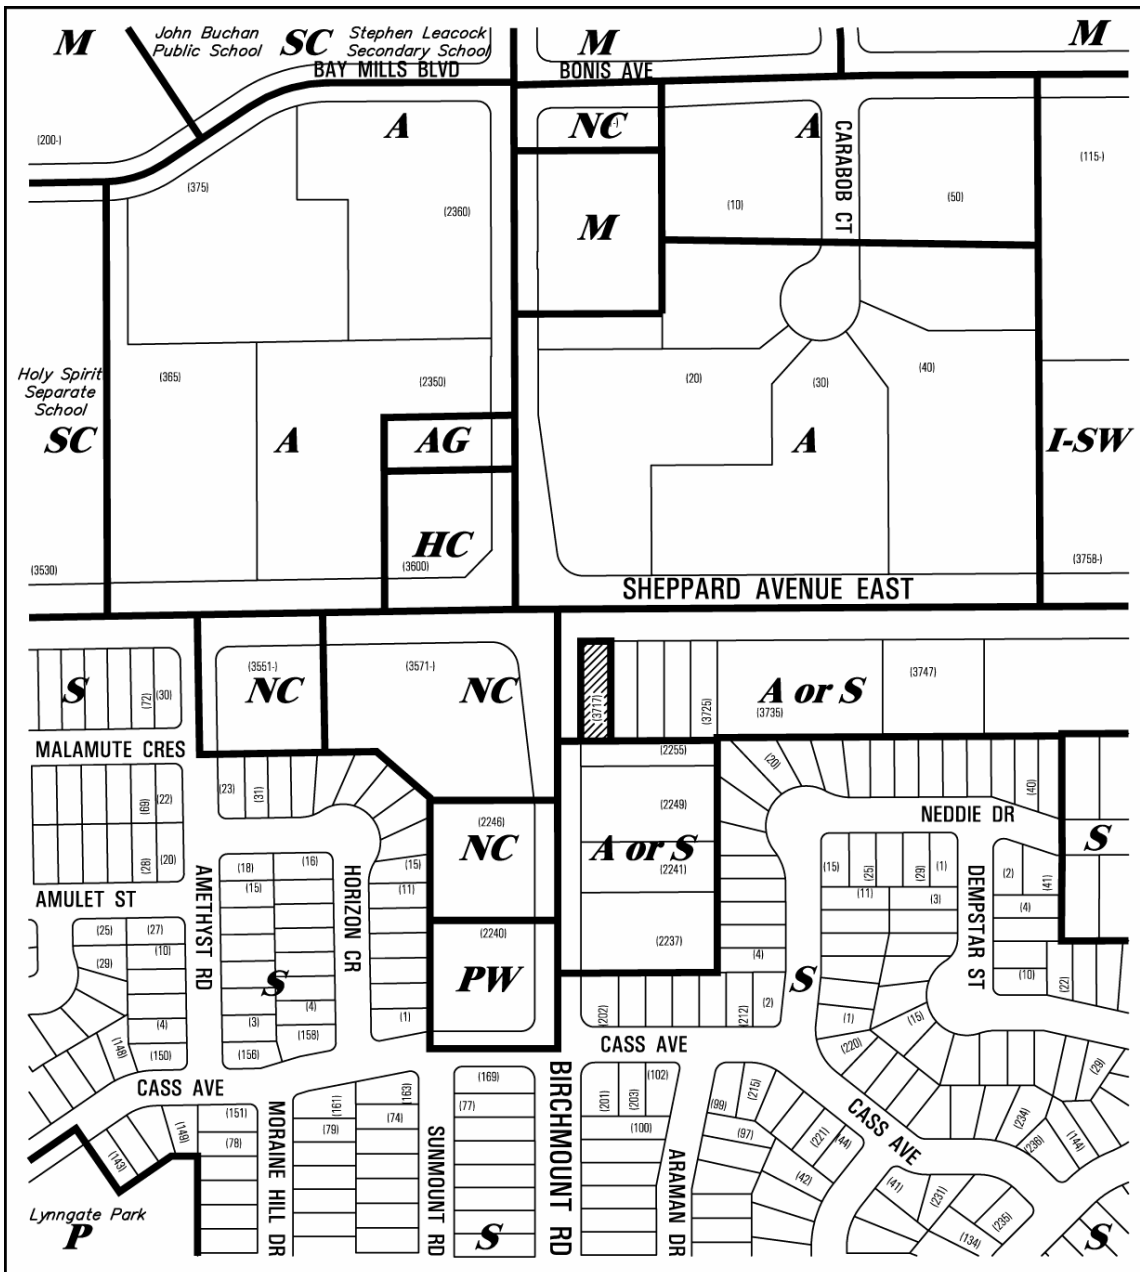 M
John Buchan
Public School
SC
Stephen Leacock
Secondary School
M
M
BAY MILLS BLVD
BONIS AVE
(200-)
A
NC
A
CARABOB CT
(115-)
(375)
(2360)
M
(10)
(50)
Holy Spirit
Separate
School
SC
(365)
(2350)
(20)
(30)
(40)
A
AG
A
I-SW
HC
(3530)
(3600)
(3758-)
SHEPPARD AVENUE EAST
S
(72)
(30)
(3551-)
NC
(3571-)
NC
(3717)
(3725)
A or S
(3735)
(3747)
MALAMUTE CRES
(69)
(22)
(23)
(31)
(2255)
(20)
(40)
(2249)
NEDDIE DR
(2246)
NC
A or S
S
(28)
(20)
(18)
(16)
(15)
(15)
(11)
(2241)
(15)
(25)
(29)
(1)
(11)
(3)
(2)
(41)
(4)
AMULET ST
AMETHYST RD
HORIZON CR
DEMPSTAR ST
(25)
(27)
(10)
(29)
(2240)
PW
(2237)
(4)
S
S
(10)
(22)
(4)
(3)
(4)
(158)
(1)
(202)
(212)
(2)
(1)
(15)
(148)
(150)
(156)
CASS AVE
(220)
(29)
CASS AVE
BIRCHMOUNT RD
(169)
(77)
(163)
(161)
(74)
(79)
(151)
(78)
(149)
(143)
(201)
(203)
(102)
(100)
(99)
(215)
(97)
(221)
(44)
(42)
CASS AVE
(234)
(236)
(144)
(41)
(231)
(235)
(134)
MORAINE HILL DR
SUNMOUNT RD
ARAMAN DR
Lynngate Park
P
S
S